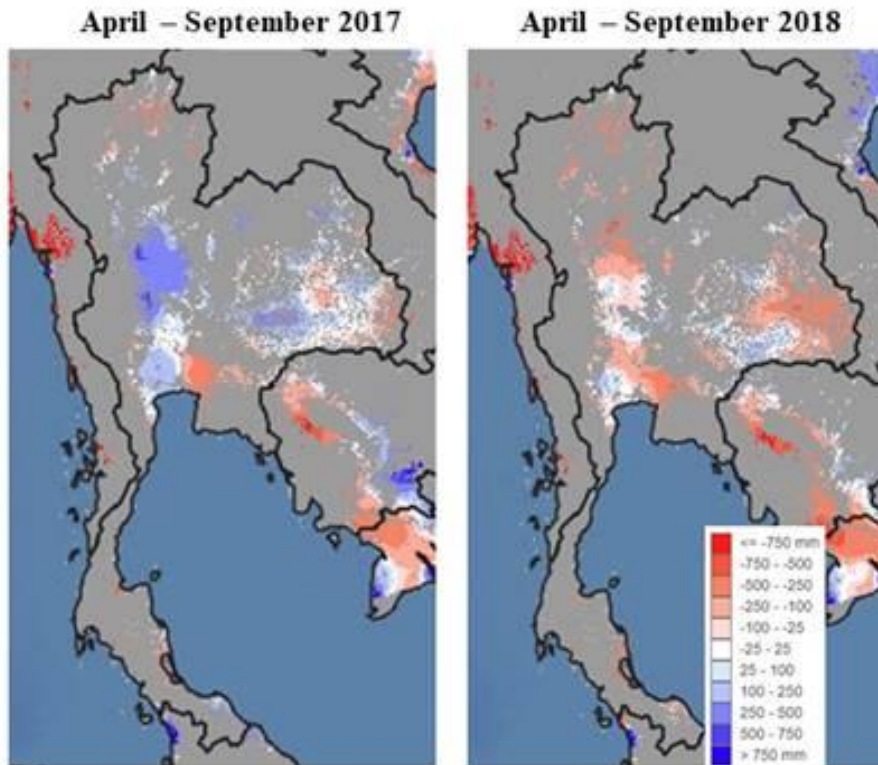 April – September 2017
April – September 2018
<= -750 mm
-750 - -500
-500 - -250
-250 - -100
-100 - -25
-25 - 25
25 - 100
100 - 250
250 - 500
500 - 750
> 750 mm